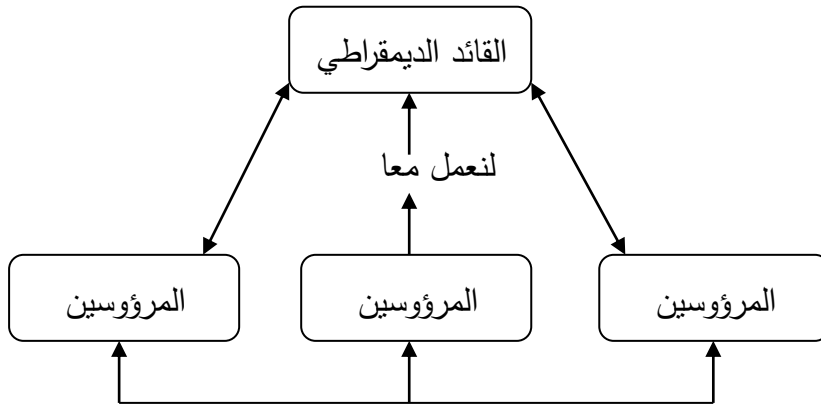 القائد الديمقراطي
لنعمل معا
المرؤوسين
المرؤوسين
المرؤوسين